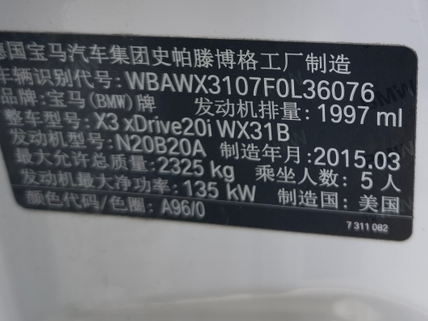 德国宝马汽车集团史帕滕博格工厂制造
车辆识别代号: WBAWX3107F0L36076
品牌: 宝马(BMW)牌 发动机排量: 1997 ml
整车型号: X3 xDrive20i WX31B
发动机型号: N20B20A 制造年月: 2015.03
最大允许总质量: 2325 kg 乘坐人数: 5 人
发动机最大净功率: 135 kW 制造国: 美国
颜色代码/色圈: A96/0
7 311 082